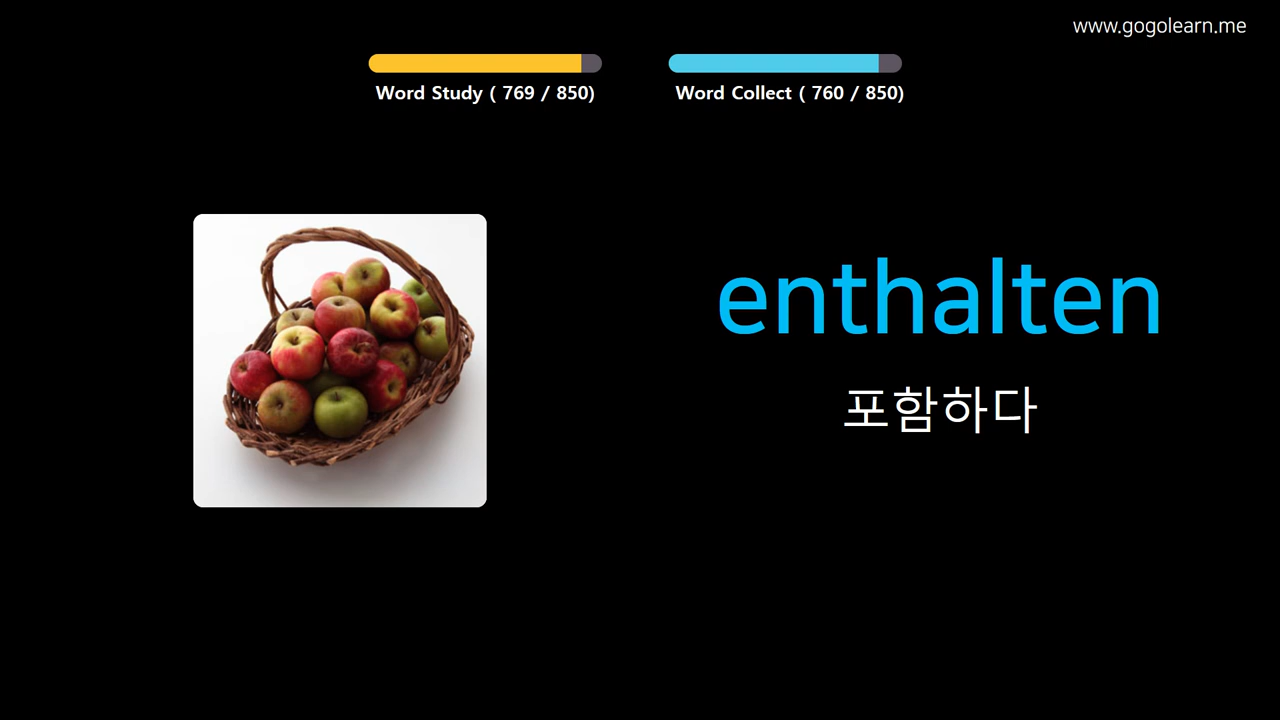 www.gogolearn.me
Word Study ( 769 / 850)
Word Collect ( 760 / 850)
enthalten
포함하다